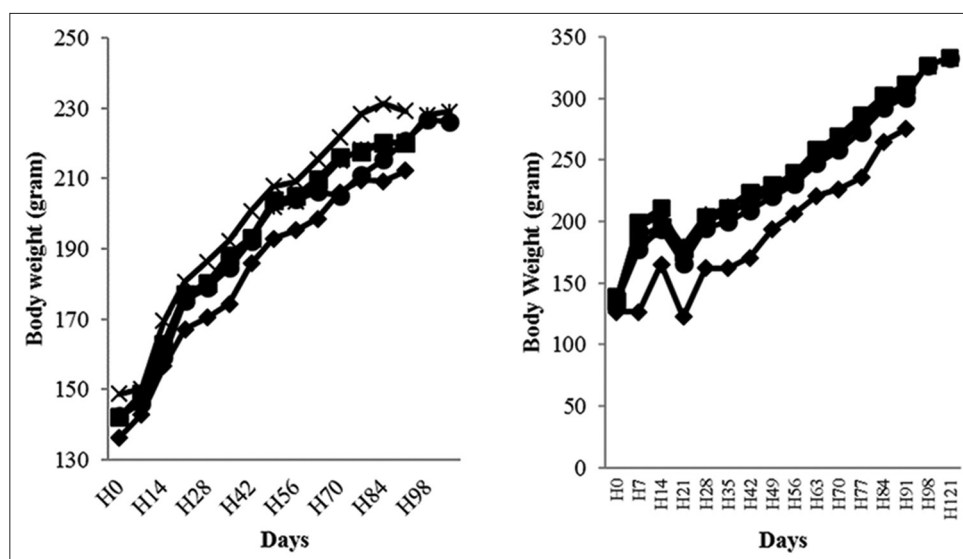 Body weight (gram)
250
230
210
190
170
150
130
H0
H14
H28
H42
H56
H70
H84
H98
Days
Body Weight (gram)
350
300
250
200
150
100
50
0
H0
H7
H14
H21
H28
H35
H42
H49
H56
H63
H70
H77
H84
H91
H98
H121
Days